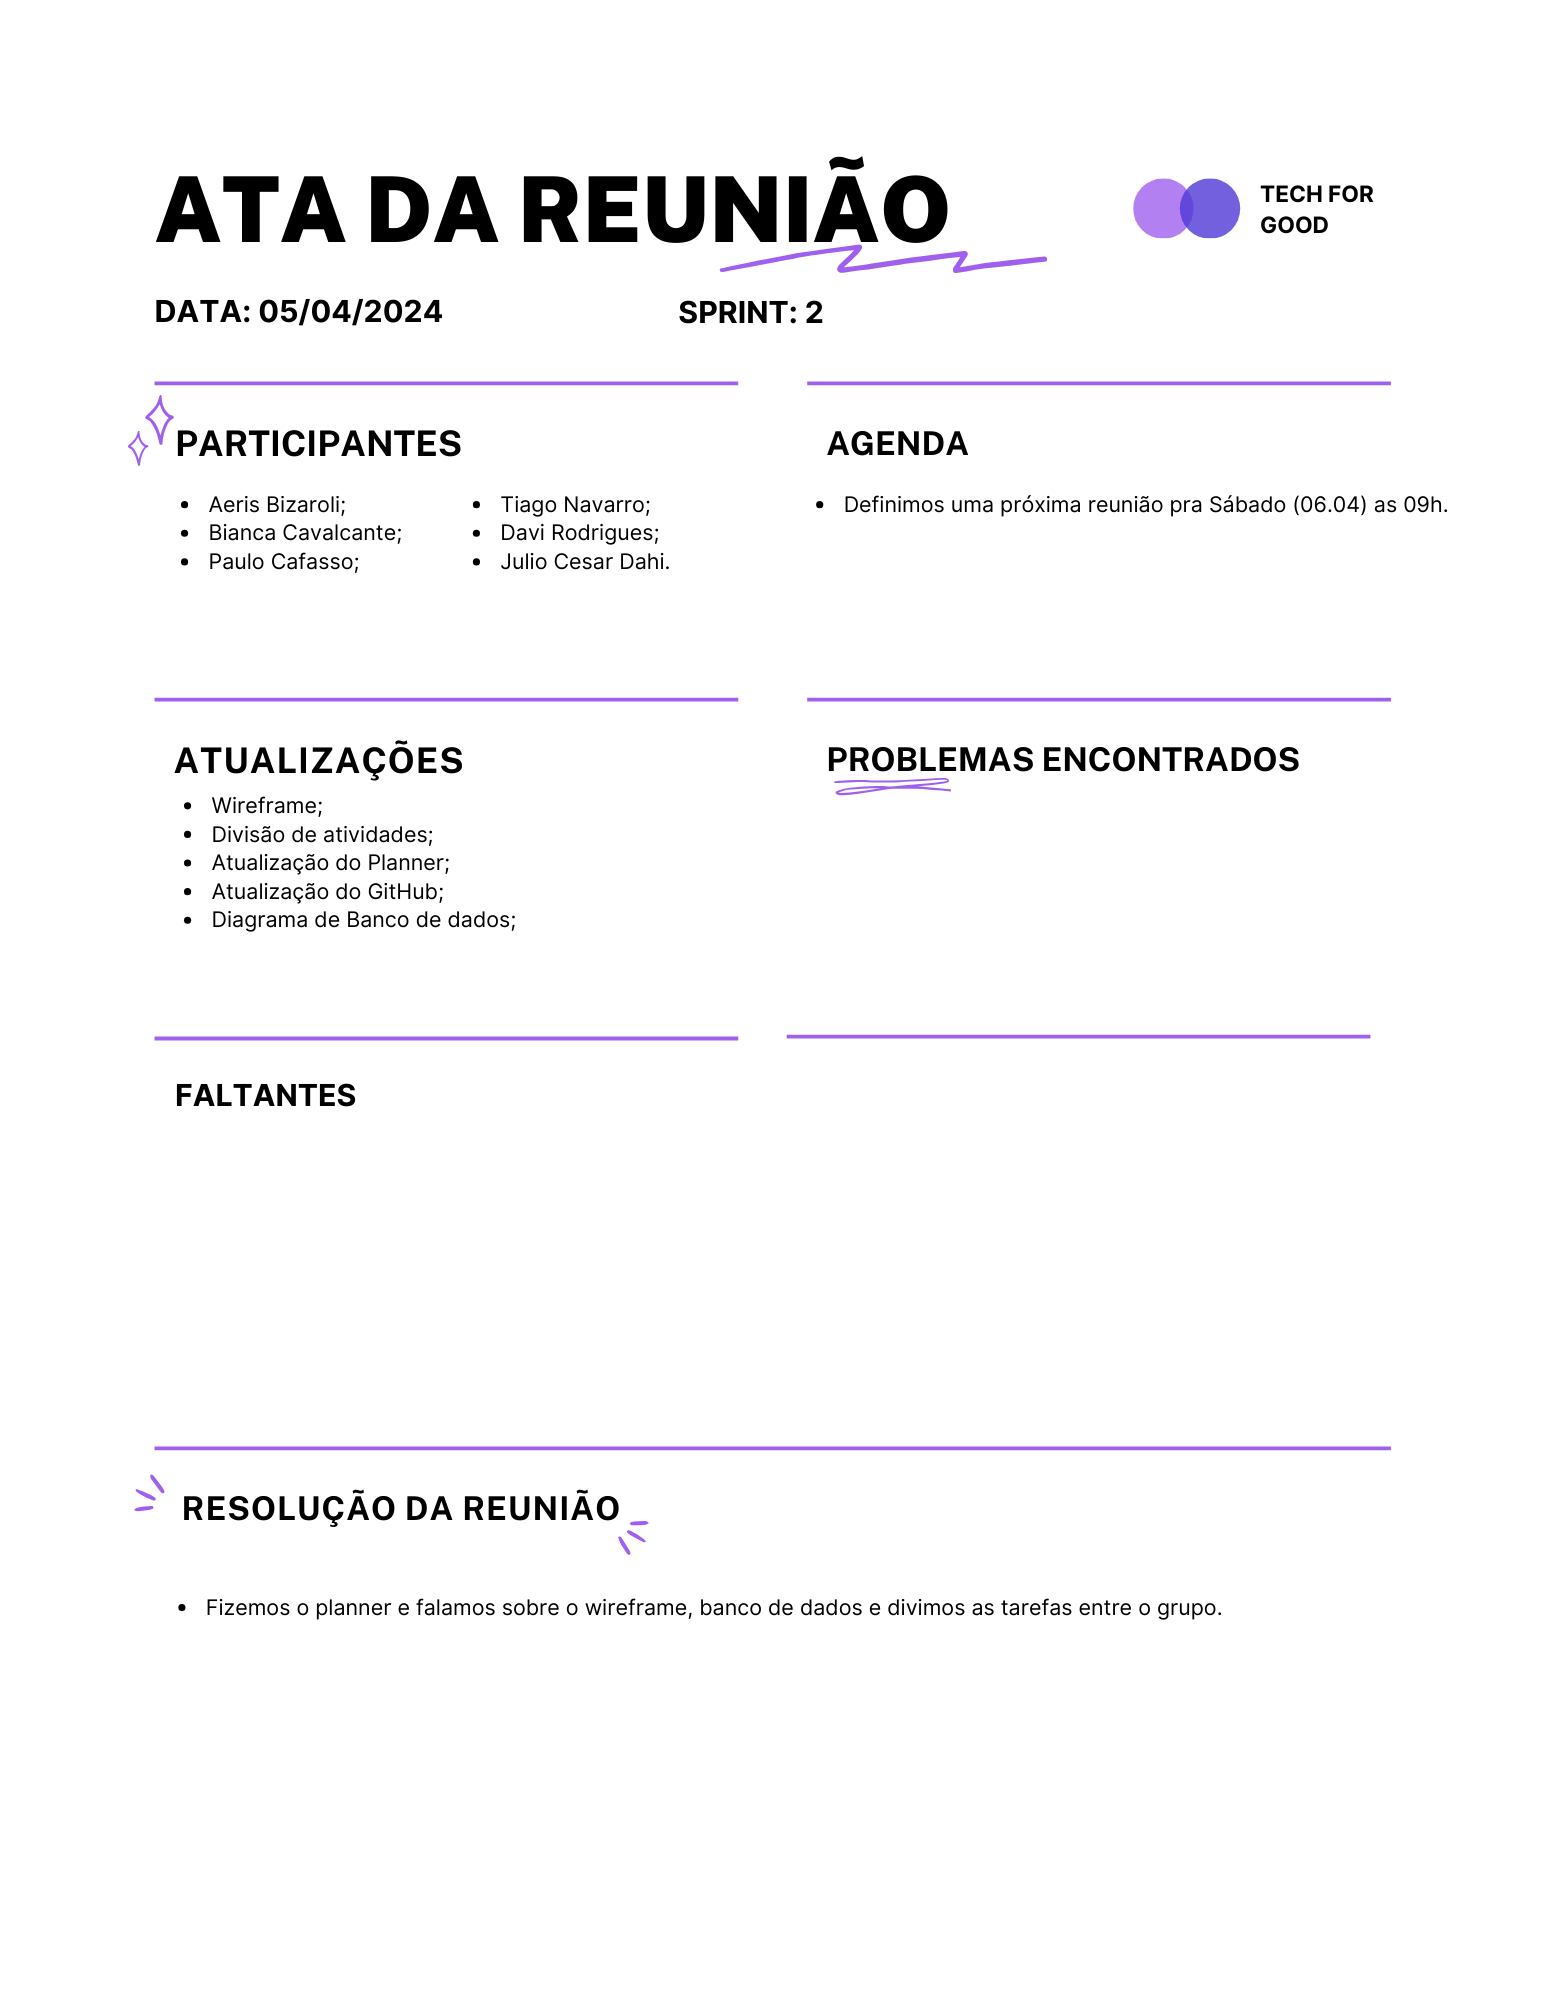 ATA DA REUNIÃO
TECH FOR
GOOD
DATA: 05/04/2024
SPRINT: 2
PARTICIPANTES
• Aeris Bizaroli;
• Bianca Cavalcante;
• Paulo Cafasso;
• Tiago Navarro;
• Davi Rodrigues;
• Julio Cesar Dahi.
AGENDA
• Definimos uma próxima reunião pra Sábado (06.04) as 09h.
ATUALIZAÇÕES
• Wireframe;
• Divisão de atividades;
• Atualização do Planner;
• Atualização do GitHub;
• Diagrama de Banco de dados;
PROBLEMAS ENCONTRADOS
FALTANTES
RESOLUÇÃO DA REUNIÃO
• Fizemos o planner e falamos sobre o wireframe, banco de dados e divimos as tarefas entre o grupo.